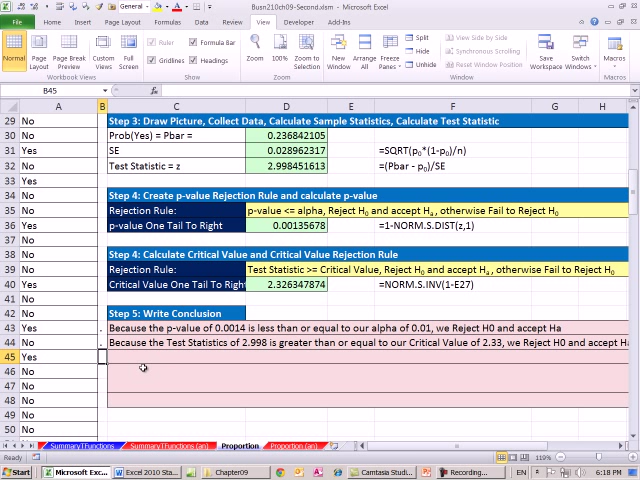 Busn210ch09-Second.xlsm - Microsoft Excel
General
File Home Insert Page Layout Formulas Data Review View Developer Add-Ins
Normal Page Layout Page Break Preview Custom Views Full Screen
Ruler Formula Bar
Gridlines Headings
Zoom 100% Zoom to Selection
New Window Arrange All Freeze Panes
Split Hide Unhide
View Side by Side
Synchronous Scrolling
Reset Window Position
Save Workspace Switch Windows
Macros
Workbook Views Show Zoom Window Macros
B45
A B C D E F G H
29 No Step 3: Draw Picture, Collect Data, Calculate Sample Statistics, Calculate Test Statistic
30 No Prob(Yes) = Pbar = 0.236842105
31 Yes SE 0.028962317 =SQRT(p0*(1-p0)/n)
32 No Test Statistic = z 2.998451613 =(Pbar - p0)/SE
33 Yes
34 No Step 4: Create p-value Rejection Rule and calculate p-value
35 No Rejection Rule: p-value <= alpha, Reject H0 and accept Ha , otherwise Fail to Reject H0
36 No p-value One Tail To Right 0.00135678 =1-NORM.S.DIST(z,1)
37 No
38 No Step 4: Calculate Critical Value and Critical Value Rejection Rule
39 No Rejection Rule: Test Statistic >= Critical Value, Reject H0 and accept Ha , otherwise Fail to Reject H0
40 No Critical Value One Tail To Right 2.326347874 =NORM.S.INV(1-E27)
41 No
42 No Step 5: Write Conclusion
43 Yes . Because the p-value of 0.0014 is less than or equal to our alpha of 0.01, we Reject H0 and accept Ha
44 No . Because the Test Statistics of 2.998 is greater than or equal to our Critical Value of 2.33, we Reject H0 and accept Ha
45 Yes
46 No
47 No
48 No
49 No
50 No
SummaryTFunctions SummaryTFunctions (an) Proportion Proportion (an)
Ready 119%
Start Microsoft Exc... Excel 2010 Sta... Chapter09 Camtasia Studi... Recording... EN 6:18 PM